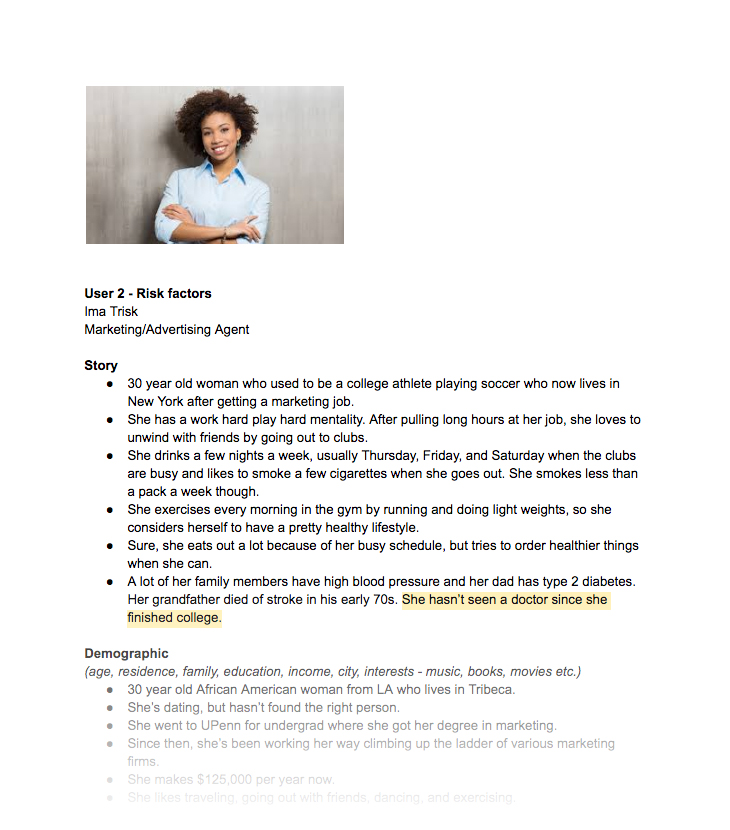 User 2 - Risk factors
Ima Trisk
Marketing/Advertising Agent
Story
● 30 year old woman who used to be a college athlete playing soccer who now lives in
New York after getting a marketing job.
● She has a work hard play hard mentality. After pulling long hours at her job, she loves to
unwind with friends by going out to clubs.
● She drinks a few nights a week, usually Thursday, Friday, and Saturday when the clubs
are busy and likes to smoke a few cigarettes when she goes out. She smokes less than
a pack a week though.
● She exercises every morning in the gym by running and doing light weights, so she
considers herself to have a pretty healthy lifestyle.
● Sure, she eats out a lot because of her busy schedule, but tries to order healthier things
when she can.
● A lot of her family members have high blood pressure and her dad has type 2 diabetes.
Her grandfather died of stroke in his early 70s. She hasn't seen a doctor since she
finished college.
Demographic
(age, residence, family, education, income, city, interests - music, books, movies etc.)
● 30 year old African American woman from LA who lives in Tribeca.
● She's dating, but hasn't found the right person.
● She went to UPenn for undergrad where she got her degree in marketing.
● Since then, she's been working her way climbing up the ladder of various marketing
firms.
● She makes $125,000 per year now.
● She likes traveling, going out with friends, dancing, and exercising.